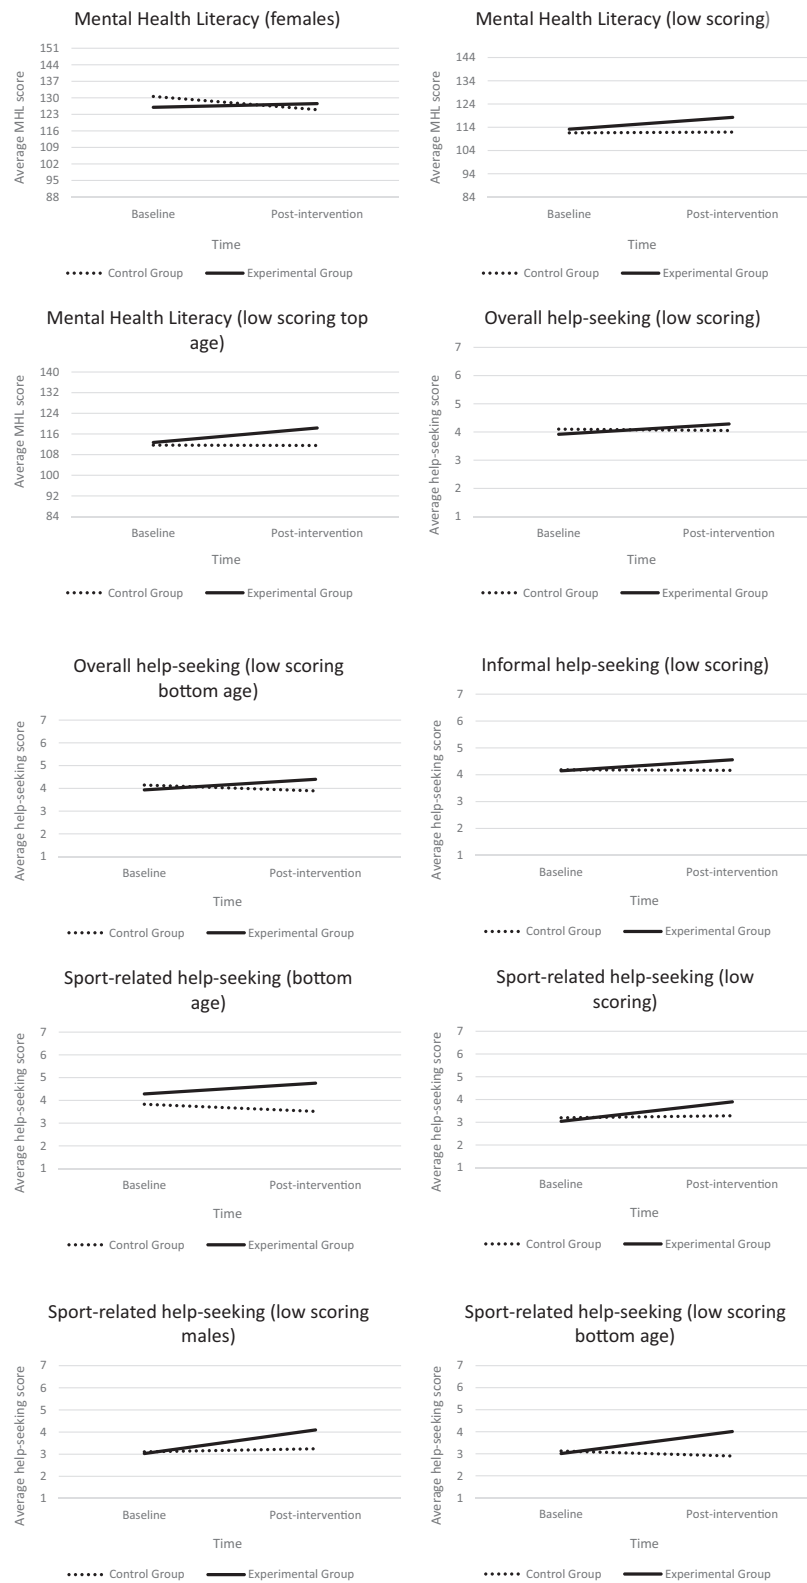 Mental Health Literacy (females)
Average MHL score
151
144
137
130
123
116
109
102
95
88
Baseline Post-intervention
Time
Control Group Experimental Group
Mental Health Literacy (low scoring)
Average MHL score
144
134
124
114
104
94
84
Baseline Post-intervention
Time
Control Group Experimental Group
Mental Health Literacy (low scoring top
age)
Average MHL score
140
132
124
116
108
100
92
84
Baseline Post-intervention
Time
Control Group Experimental Group
Overall help-seeking (low scoring)
Average help-seeking score
7
6
5
4
3
2
1
Baseline Post-intervention
Time
Control Group Experimental Group
Overall help-seeking (low scoring
bottom age)
Average help-seeking score
7
6
5
4
3
2
1
Baseline Post-intervention
Time
Control Group Experimental Group
Informal help-seeking (low scoring)
Average help-seeking score
7
6
5
4
3
2
1
Baseline Post-intervention
Time
Control Group Experimental Group
Sport-related help-seeking (bottom
age)
Average help-seeking score
7
6
5
4
3
2
1
Baseline Post-intervention
Time
Control Group Experimental Group
Sport-related help-seeking (low
scoring)
Average help-seeking score
7
6
5
4
3
2
1
Baseline Post-intervention
Time
Control Group Experimental Group
Sport-related help-seeking (low scoring
males)
Average help-seeking score
7
6
5
4
3
2
1
Baseline Post-intervention
Time
Control Group Experimental Group
Sport-related help-seeking (low scoring
bottom age)
Average help-seeking score
7
6
5
4
3
2
1
Baseline Post-intervention
Time
Control Group Experimental Group